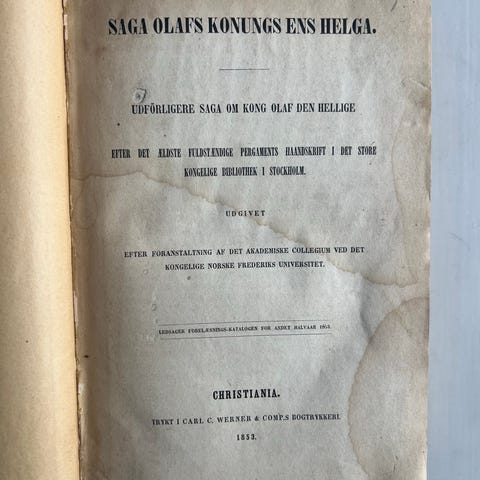 SAGA OLAFS KONUNGS ENS HELGA.
UDFÖRLIGERE SAGA OM KONG OLAF DEN HELLIGE
EFTER DET ÆLDSTE FULDSTÆNDIGE PERGAMENTS HAANDSKRIFT I DET STORE
KONGELIGE BIBLIOTHEK I STOCKHOLM.
UDGIVET
EFTER FORANSTALTNING AF DET AKADEMISKE COLLEGIUM VED DET
KONGELIGE NORSKE FREDERIKS UNIVERSITET.
LEDSAGER FORELÆSNINGS-KATALOGEN FOR ANDET HALVAAR 1853.
CHRISTIANIA.
TRYKT I CARL C. WERNER & COMP.S BOGTRYKKERI.
1853.